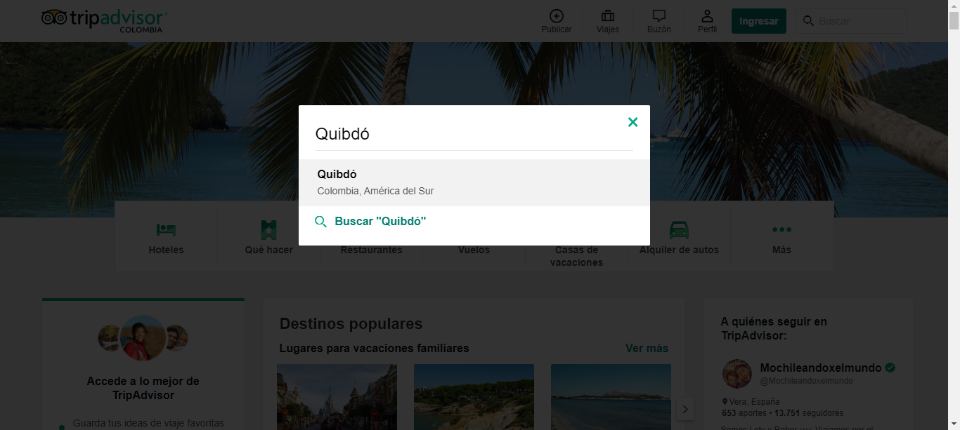 tripadvisor
COLOMBIA
Publicar
Viajes
Buzón
Perfil
Ingresar
Buscar
Quibdó
Quibdó
Colombia, América del Sur
Buscar "Quibdó"
Hoteles
Qué hacer
Restaurantes
Vuelos
Casas de
vacaciones
Alquiler de autos
Más
Accede a lo mejor de
TripAdvisor
Guarda tus ideas de viaje favoritas
Destinos populares
Lugares para vacaciones familiares
Ver más
A quiénes seguir en
TripAdvisor:
Mochileandoxelmundo
@Mochileandoxelmundo
Vera, España
653 aportes • 13.751 seguidores